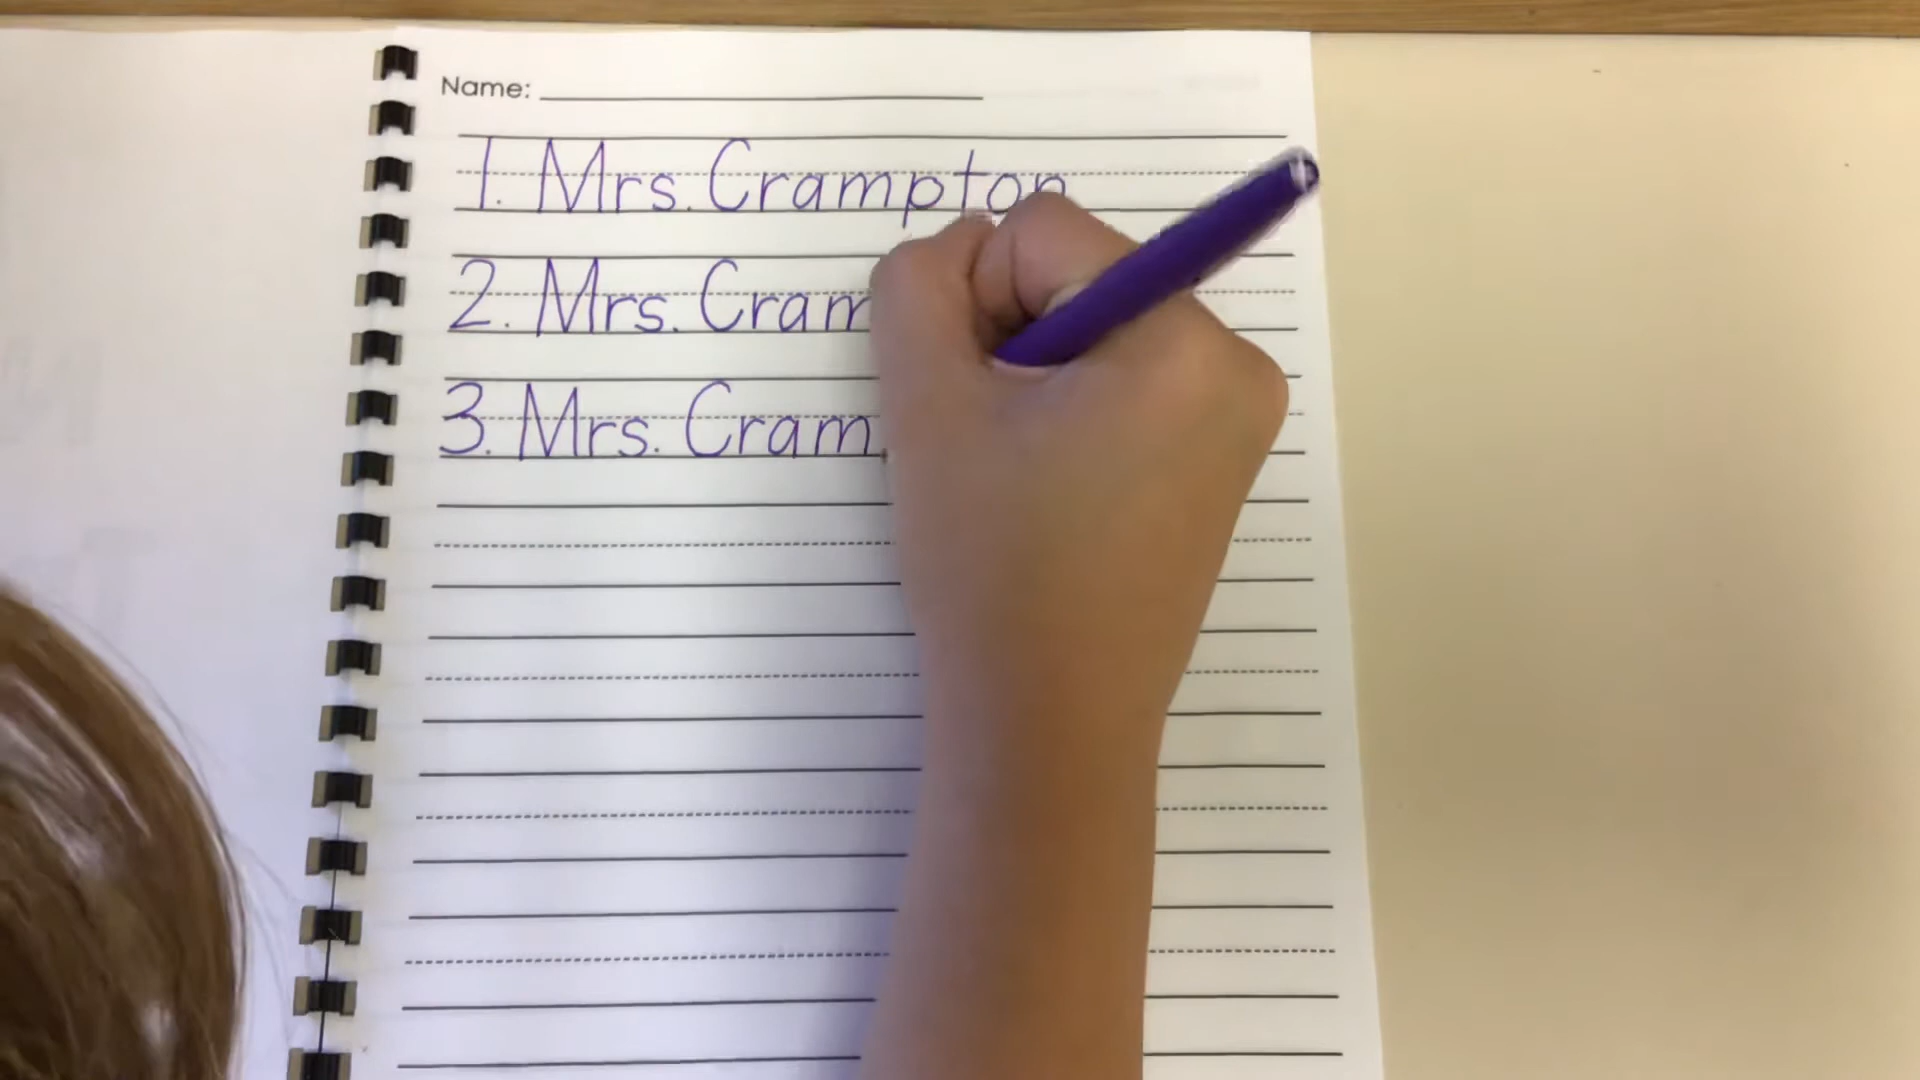 Name:
1. Mrs. Crampton
2. Mrs. Cram
3. Mrs. Cram